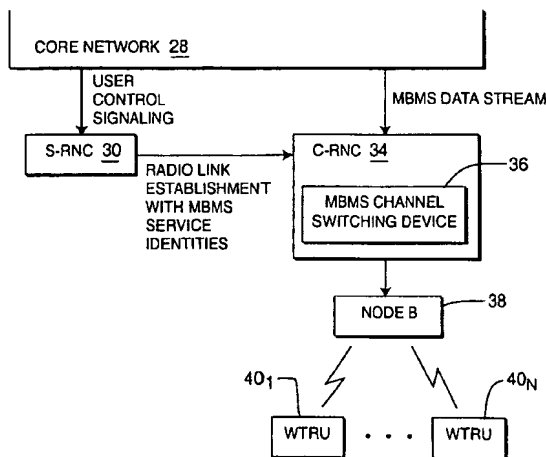 CORE NETWORK 28
USER
CONTROL
SIGNALING
MBMS DATA STREAM
S-RNC 30
C-RNC 34
36
RADIO LINK
ESTABLISHMENT
WITH MBMS
SERVICE
IDENTITIES
MBMS CHANNEL
SWITCHING DEVICE
NODE B
38
40₁
40N
WTRU
• • •
WTRU